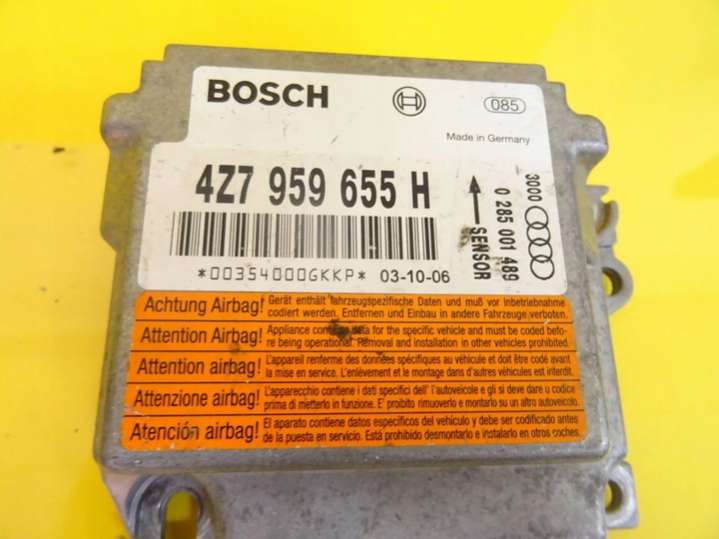 BOSCH
085
Made in Germany
4Z7 959 655 H
SENSOR
0 285 001 489
3000
*00354000GKKP* 03-10-06
Achtung Airbag! Gerät enthält fahrzeugspezifische Daten und muß vor Inbetriebnahme
codiert werden. Entfernen und Einbau in andere Fahrzeuge verboten.
Attention Airbag! Appliance contains data for the specific vehicle and must be coded befo-
re being operational. Removal and installation in other vehicles prohibited.
Attention airbag! L'appareil renferme des données spécifiques au véhicule et doit être codé avant
la mise en service. L'enlèvement et le montage dans d'autres véhicules est interdit.
Attenzione airbag! L'apparecchio contiene i dati specifici dell' l'autoveicolo e gli si deve dare u codice
prima di metterlo in funzione. E' proibito rimuoverlo e montarlo su un altro autoveicolo.
Atención airbag! El aparato contiene datos específicos del vehículo y debe ser codificado antes
de la puesta en servicio. Está prohibido desmontarlo e instalarlo en otros coches.